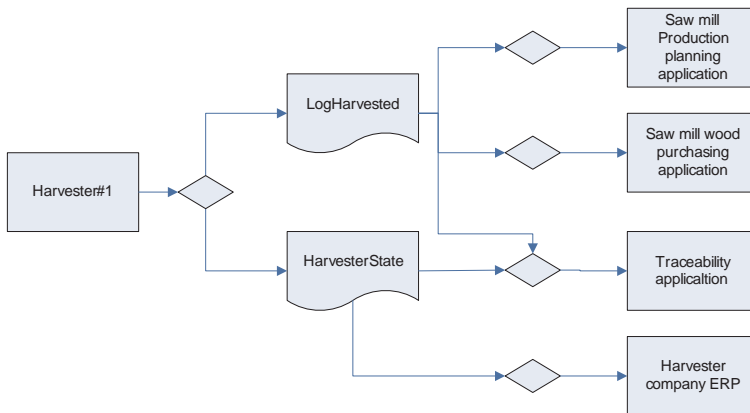 Saw mill
Production
planning
application
LogHarvested
Saw mill wood
purchasing
application
Harvester#1
HarvesterState
Traceability
applicaltion
Harvester
company ERP